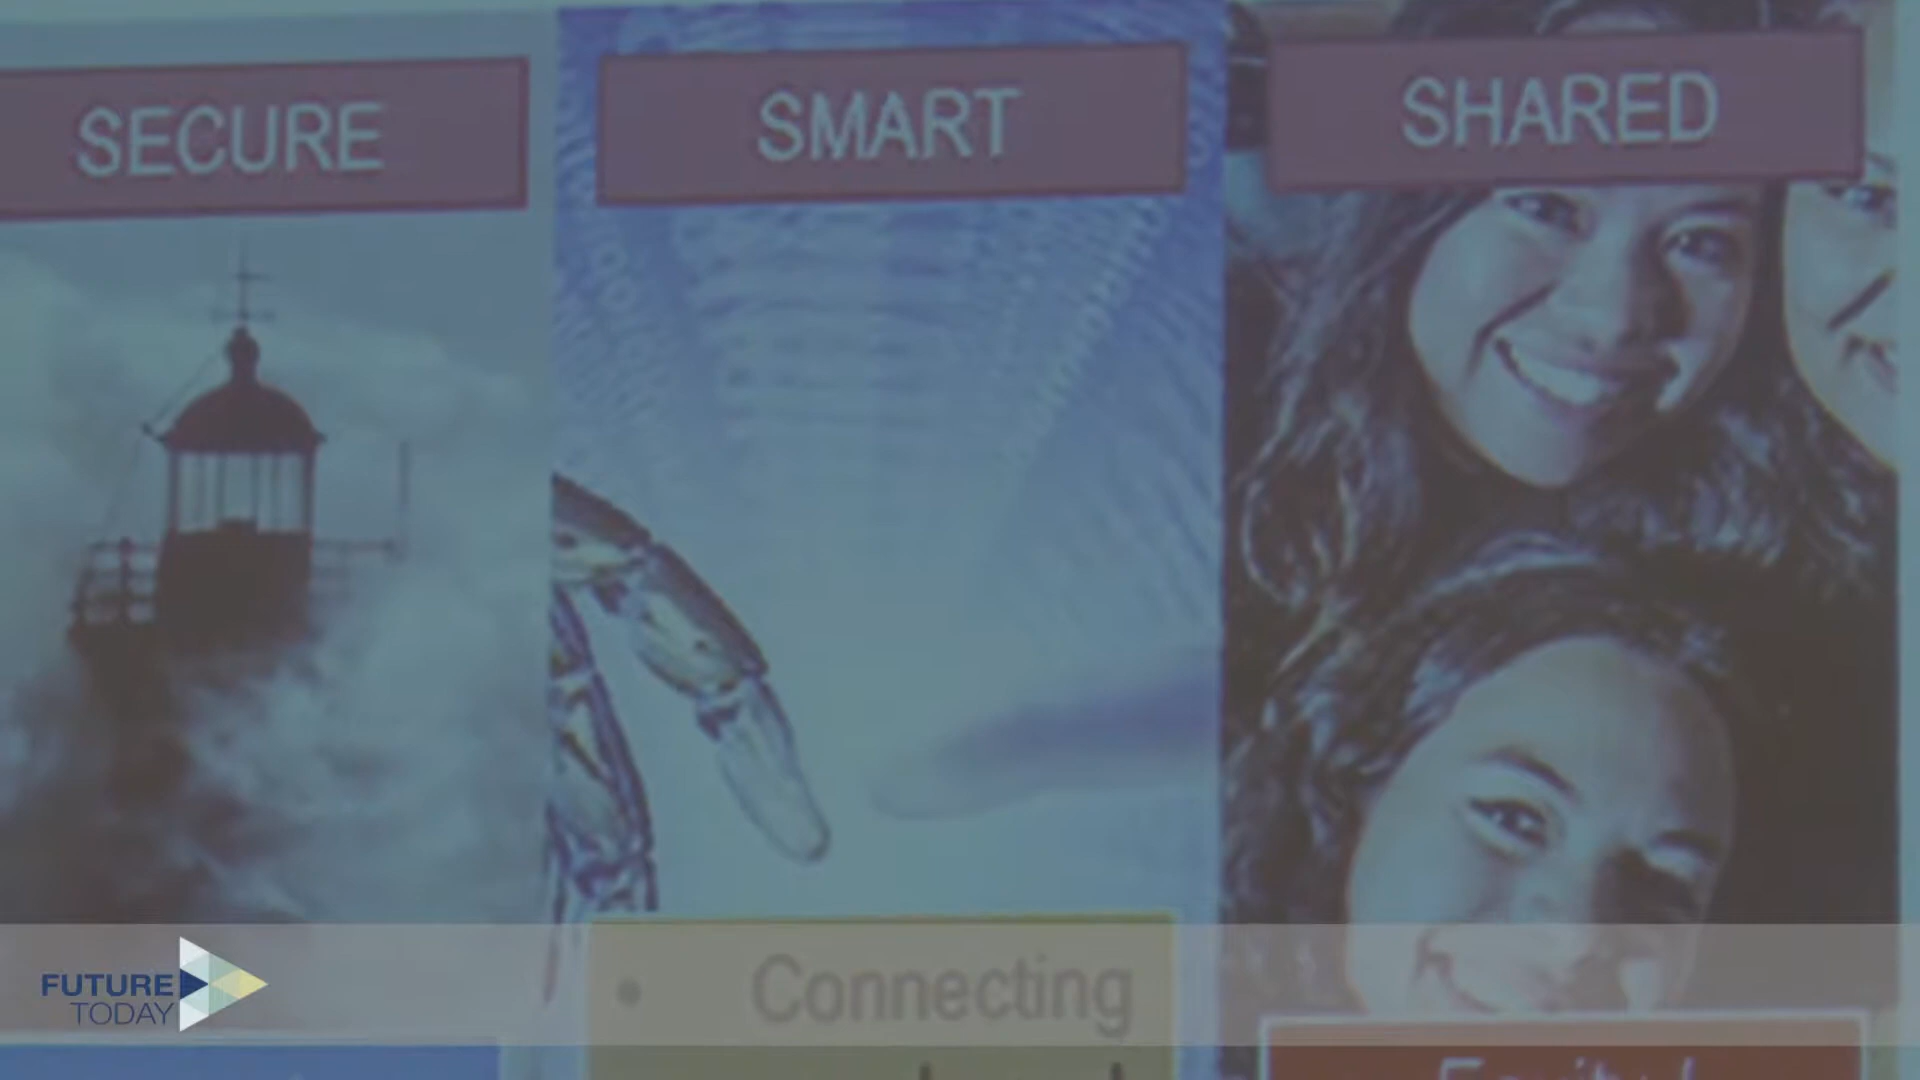 SECURE
SMART
SHARED
• Connecting
FUTURE
TODAY